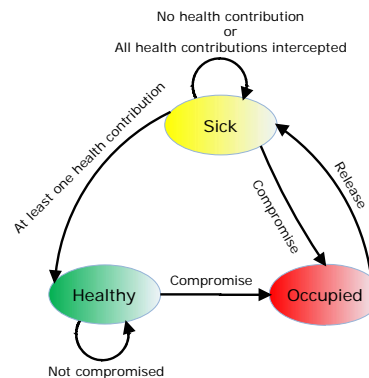 No health contribution
or
All health contributions intercepted
At least one health contribution
Sick
Release
Compromise
Compromise
Healthy
Occupied
Not compromised